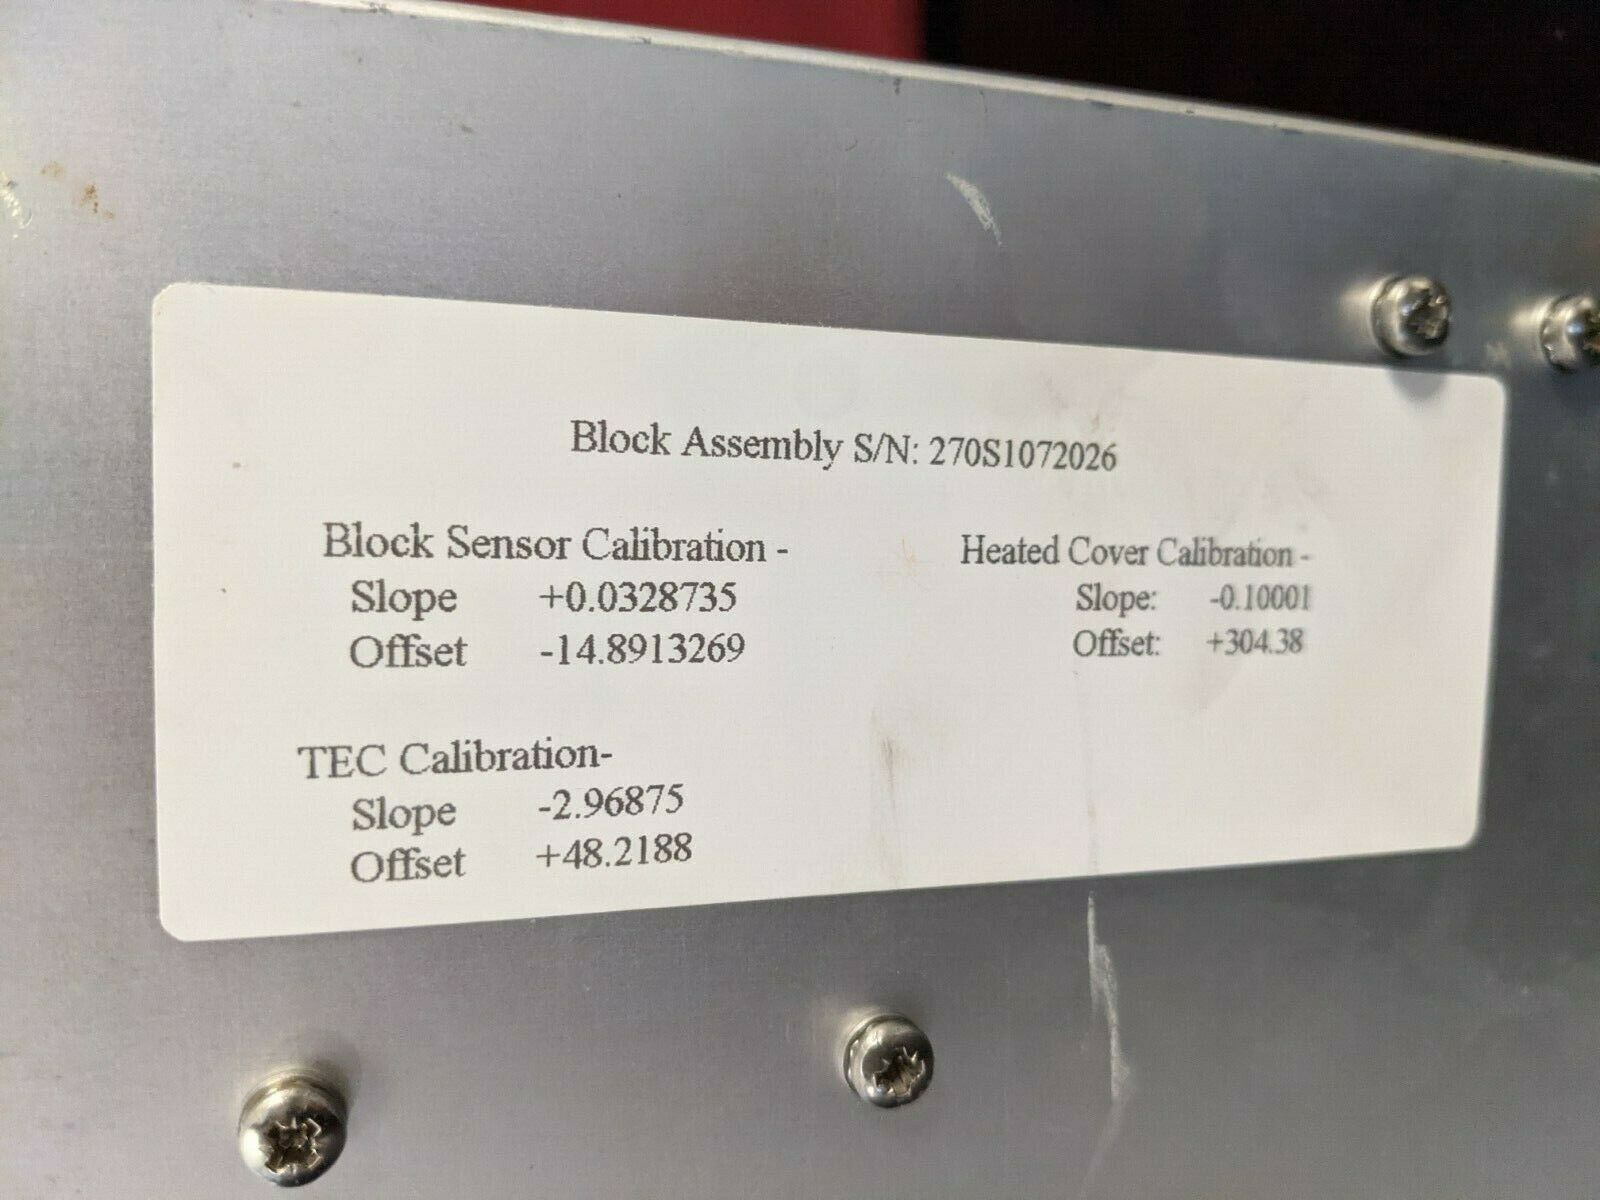 Block Assembly S/N: 270S1072026
Block Sensor Calibration -
Slope +0.0328735
Offset -14.8913269
Heated Cover Calibration -
Slope: -0.10001
Offset: +304.38
TEC Calibration-
Slope -2.96875
Offset +48.2188